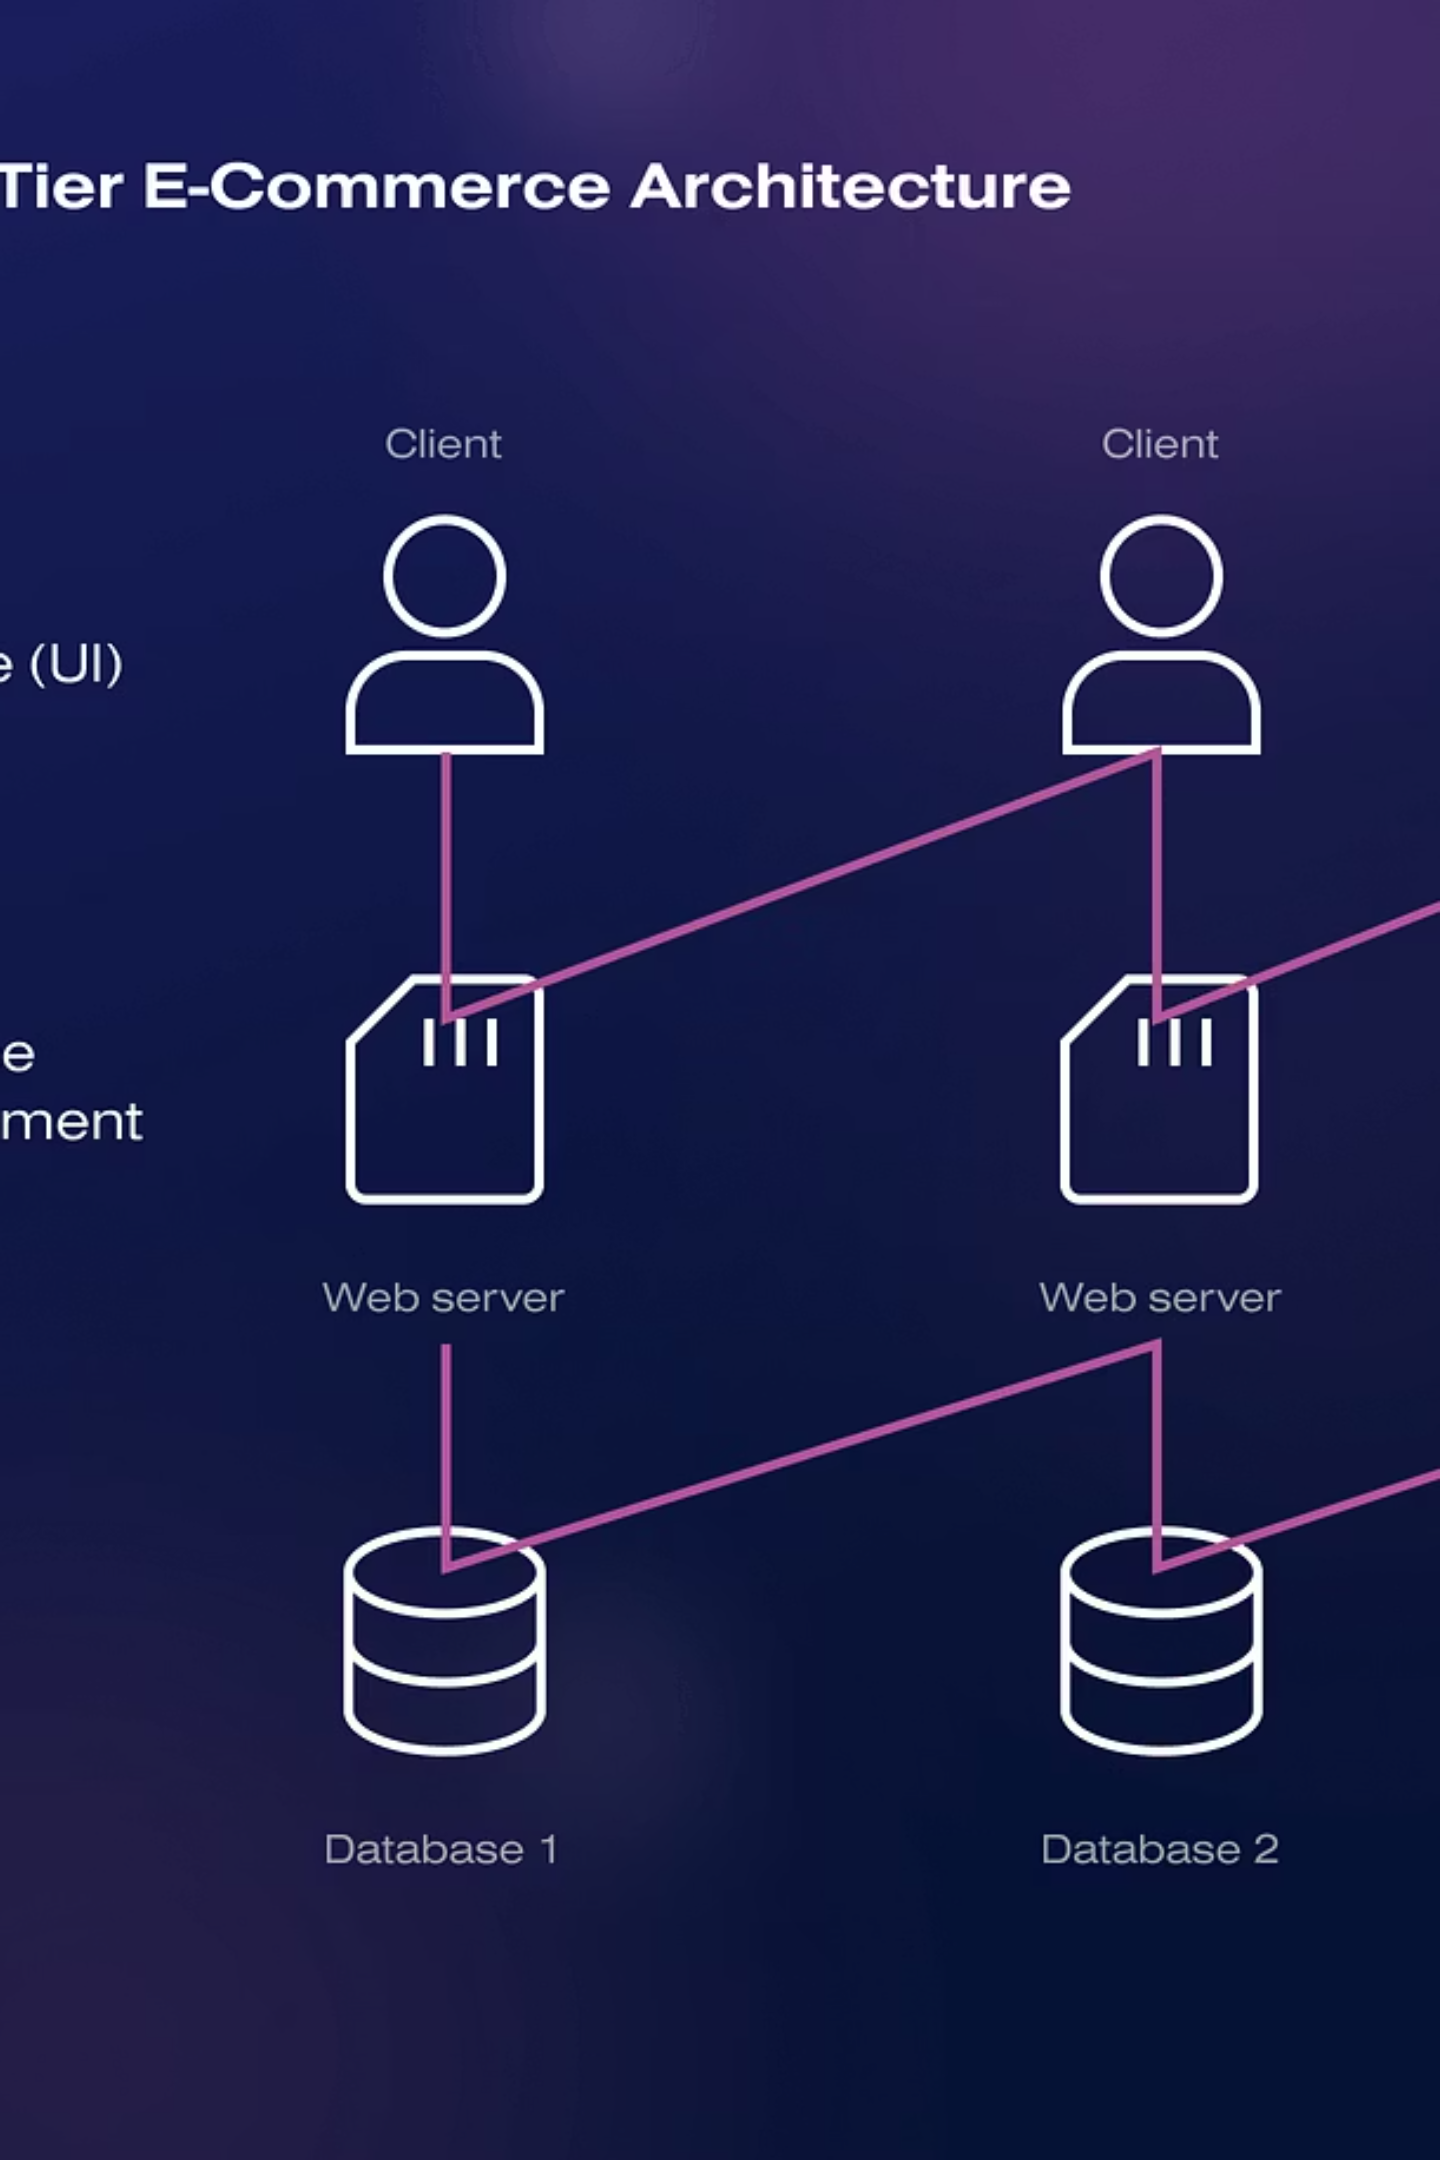 Tier E-Commerce Architecture
Client
Client
e (UI)
e
ment
Web server
Web server
Database 1
Database 2